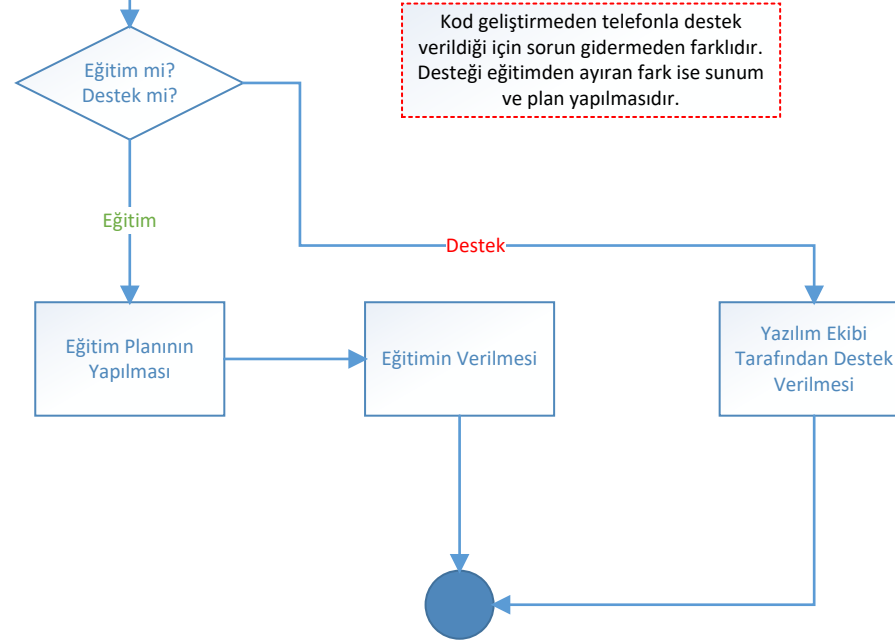 Kod geliştirmeden telefonla destek
verildiği için sorun gidermeden farklıdır.
Desteği eğitimden ayıran fark ise sunum
ve plan yapılmasıdır.
Eğitim mi?
Destek mi?
Eğitim
Destek
Eğitim Planının
Yapılması
Eğitimin Verilmesi
Yazılım Ekibi
Tarafından Destek
Verilmesi